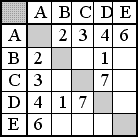 A B C D E
A 2 3 4 6
B 2 1
C 3 7
D 4 1 7
E 6